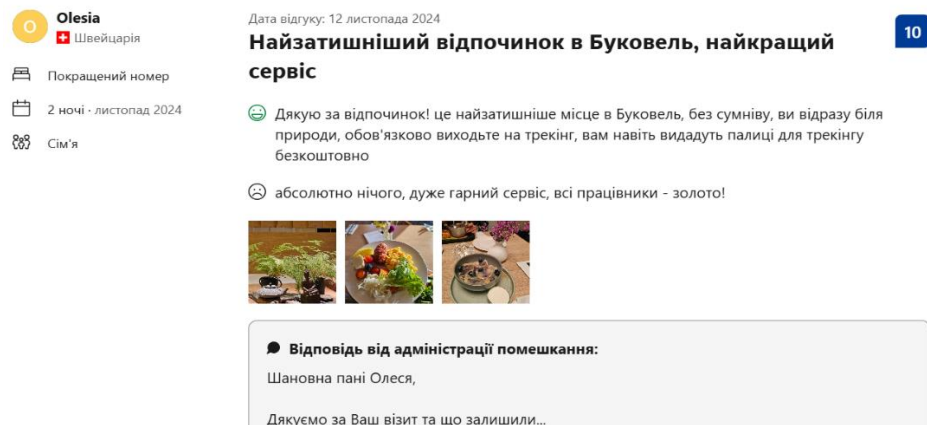 O
Olesia
Швейцарія
Покращений номер
2 ночі · листопад 2024
Сім'я
Дата відгуку: 12 листопада 2024
10
Найзатишніший відпочинок в Буковель, найкращий
сервіс
Дякую за відпочинок! це найзатишніше місце в Буковель, без сумніву, ви відразу біля
природи, обов'язково виходьте на трекінг, вам навіть видадуть палиці для трекінгу
безкоштовно
абсолютно нічого, дуже гарний сервіс, всі працівники - золото!
Відповідь від адміністрації помешкання:
Шановна пані Олеся,
Дякуємо за Ваш візит та що залишили...